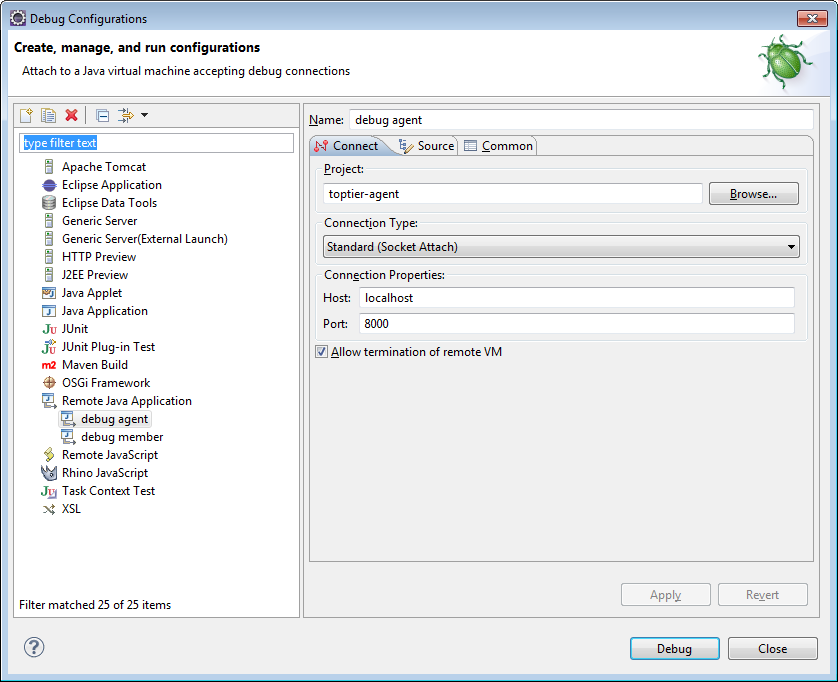 Debug Configurations
Create, manage, and run configurations
Attach to a Java virtual machine accepting debug connections
type filter text
Apache Tomcat
Eclipse Application
Eclipse Data Tools
Generic Server
Generic Server(External Launch)
HTTP Preview
J2EE Preview
Java Applet
Java Application
Ju JUnit
Jü JUnit Plug-in Test
m2 Maven Build
OSGi Framework
Remote Java Application
debug agent
debug member
Remote JavaScript
Rhino JavaScript
Ju Task Context Test
XSL
Filter matched 25 of 25 items
Name: debug agent
Connect Source Common
Project:
toptier-agent Browse...
Connection Type:
Standard (Socket Attach)
Connection Properties:
Host: localhost
Port: 8000
Allow termination of remote VM
Apply Revert
? Debug Close